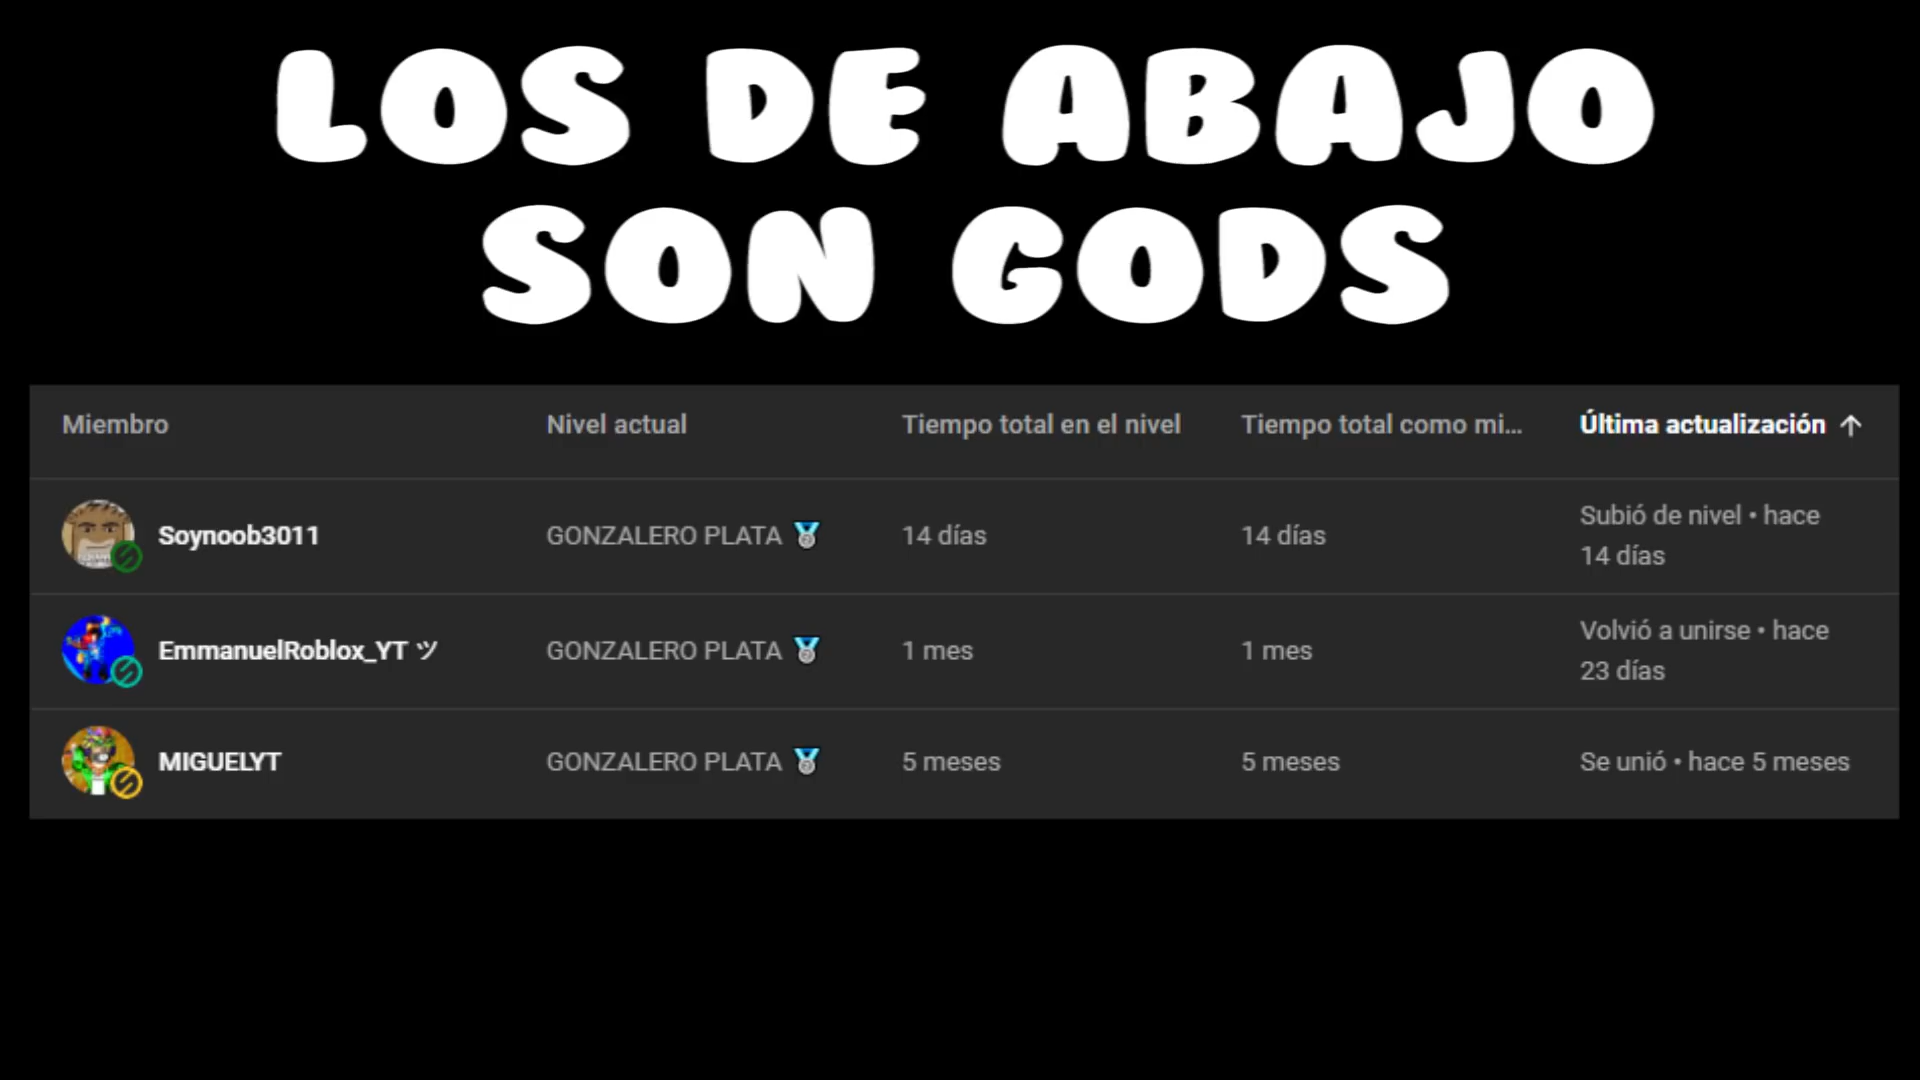 LOS DE ABAJO
SON GODS
Miembro Nivel actual Tiempo total en el nivel Tiempo total como mi... Última actualización ↑
Soynoob3011 GONZALERO PLATA 🥈 14 días 14 días Subió de nivel • hace
14 días
EmmanuelRoblox_YT ツ GONZALERO PLATA 🥈 1 mes 1 mes Volvió a unirse • hace
23 días
MIGUELYT GONZALERO PLATA 🥈 5 meses 5 meses Se unió • hace 5 meses